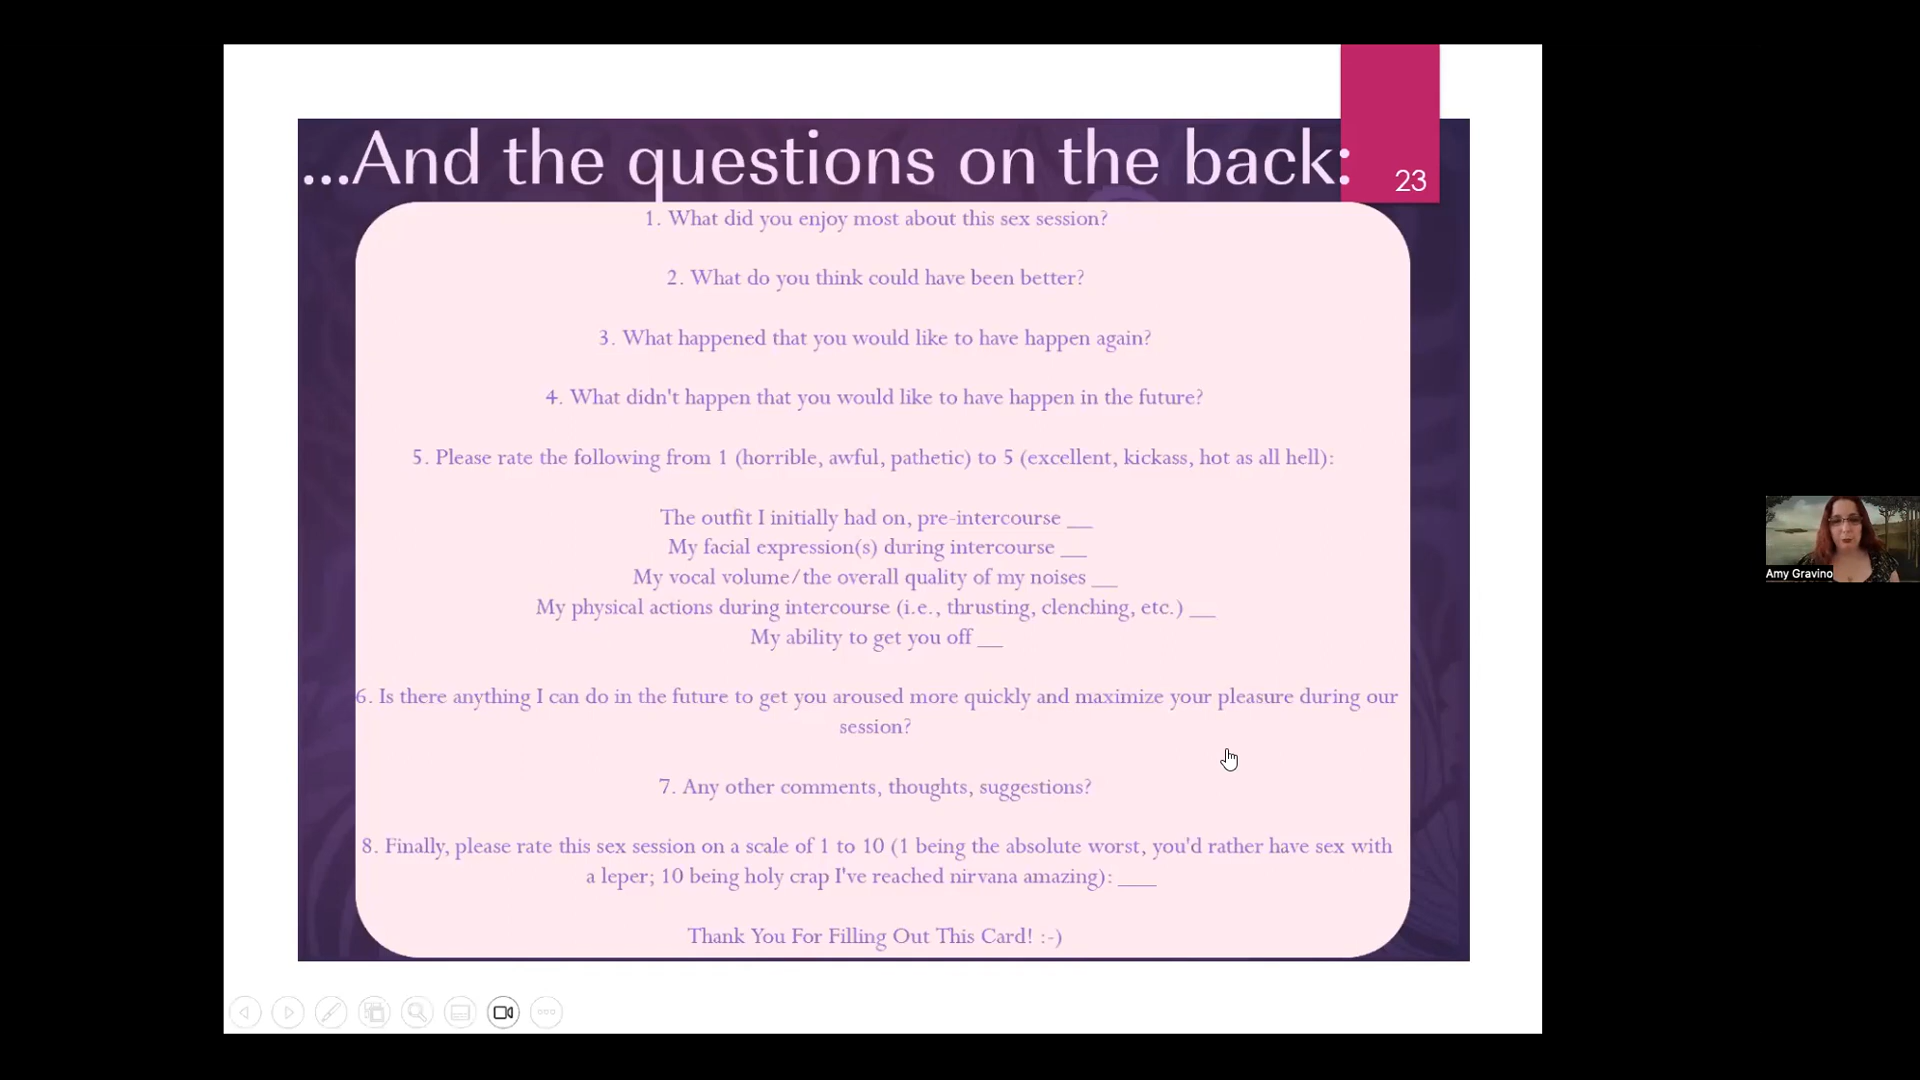 ...And the questions on the back:
23
1. What did you enjoy most about this sex session?
2. What do you think could have been better?
3. What happened that you would like to have happen again?
4. What didn't happen that you would like to have happen in the future?
5. Please rate the following from 1 (horrible, awful, pathetic) to 5 (excellent, kickass, hot as all hell):
The outfit I initially had on, pre-intercourse __
My facial expression(s) during intercourse __
My vocal volume/the overall quality of my noises __
My physical actions during intercourse (i.e., thrusting, clenching, etc.) __
My ability to get you off __
6. Is there anything I can do in the future to get you aroused more quickly and maximize your pleasure during our
session?
7. Any other comments, thoughts, suggestions?
8. Finally, please rate this sex session on a scale of 1 to 10 (1 being the absolute worst, you'd rather have sex with
a leper; 10 being holy crap I've reached nirvana amazing): ___
Thank You For Filling Out This Card! :-)
Amy Gravino